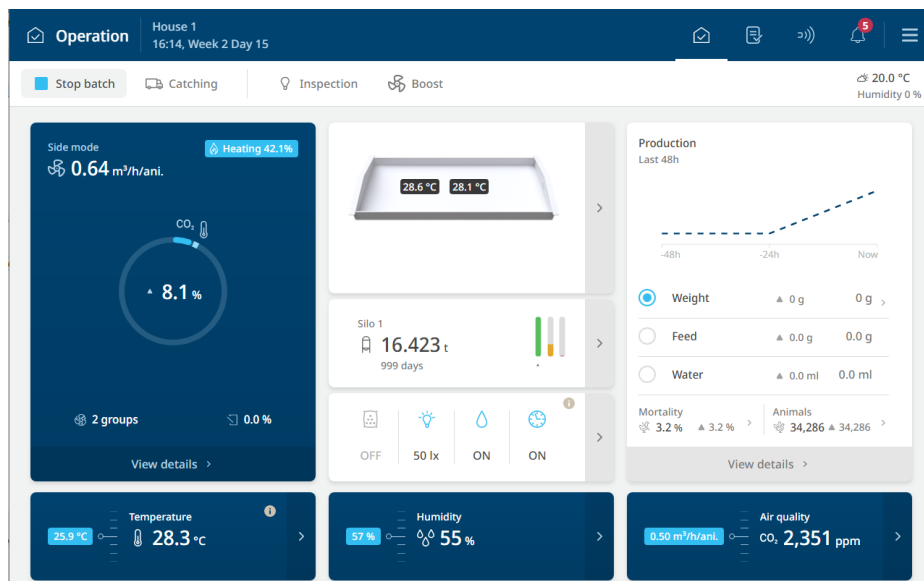 Operation
House 1
16:14, Week 2 Day 15
5
Stop batch
Catching
Inspection
Boost
20.0 °C
Humidity 0 %
Side mode
0.64 m³/h/ani.
Heating 42.1%
CO₂
▲ 8.1 %
2 groups
0.0 %
View details >
28.6 °C
28.1 °C
Silo 1
16.423 t
999 days
OFF
50 lx
ON
ON
Production
Last 48h
-48h
-24h
Now
Weight ▲ 0 g 0 g >
Feed ▲ 0.0 g 0.0 g
Water ▲ 0.0 ml 0.0 ml
Mortality
3.2 % ▲ 3.2 % >
Animals
34,286 ▲ 34,286 >
View details >
Temperature
25.9 °C
28.3 °C
Humidity
57 %
55 %
Air quality
0.50 m³/h/ani.
CO₂ 2,351 ppm